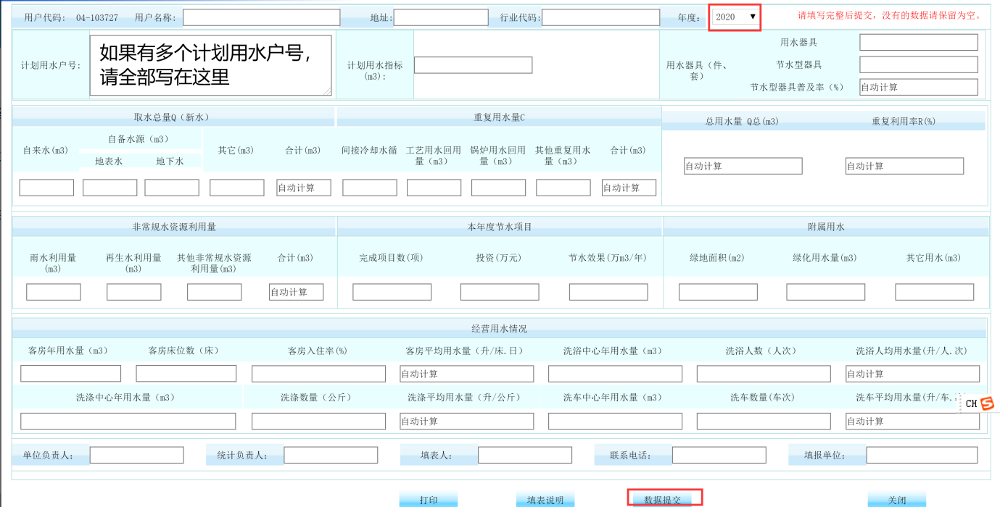 用户代码: 04-103727 用户名称: 地址: 行业代码: 年度: 2020 请填写完整后提交，没有的数据请保留为空。
计划用水户号: 如果有多个计划用水户号，
请全部写在这里
计划用水指标
(m3):
用水器具（件、
套）
用水器具
节水型器具
节水型器具普及率（%） 自动计算
取水总量Q（新水） 重复用水量C 总用水量 Q总(m3) 重复利用率R(%)
自来水(m3) 自备水源（m3） 其它(m3) 合计(m3)
地表水 地下水
间接冷却水循 工艺用水回用
量（m3） 锅炉用水回用
量（m3） 其他重复用水
量（m3） 合计(m3)
自动计算 自动计算 自动计算 自动计算
非常规水资源利用量 本年度节水项目 附属用水
雨水利用量
(m3) 再生水利用量
(m3) 其他非常规水资源
利用量(m3) 合计(m3) 完成项目数(项) 投资(万元) 节水效果(万m3/年) 绿地面积(m2) 绿化用水量(m3) 其它用水(m3)
自动计算
经营用水情况
客房年用水量（m3） 客房床位数（床） 客房入住率(%) 客房平均用水量（升/床.日） 洗浴中心年用水量（m3） 洗浴人数（人次） 洗浴人均用水量(升/人.次)
自动计算 自动计算
洗涤中心年用水量（m3） 洗涤数量（公斤） 洗涤平均用水量（升/公斤） 洗车中心年用水量（m3） 洗车数量(车次) 洗车平均用水量(升/车.
CH S
自动计算 自动计算
单位负责人: 统计负责人: 填表人: 联系电话: 填报单位:
打印 填表说明 数据提交 关闭